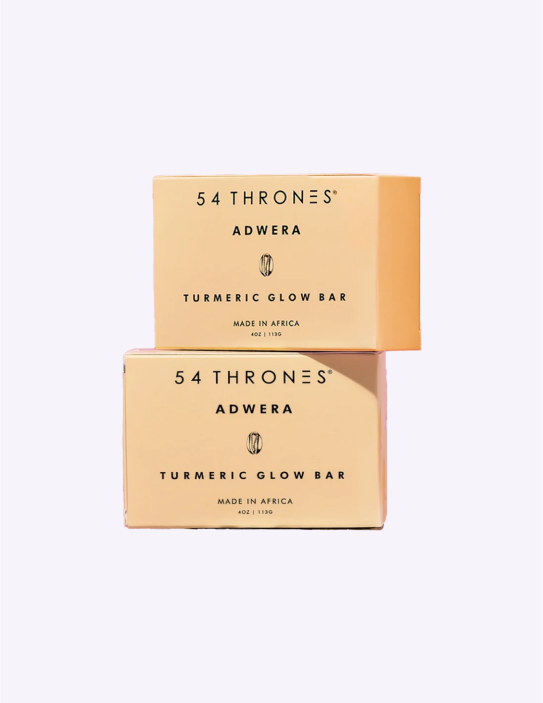 54 THRONES®
ADWERA
TURMERIC GLOW BAR
MADE IN AFRICA
4OZ | 113G
54 THRONES®
ADWERA
TURMERIC GLOW BAR
MADE IN AFRICA
4OZ | 113G